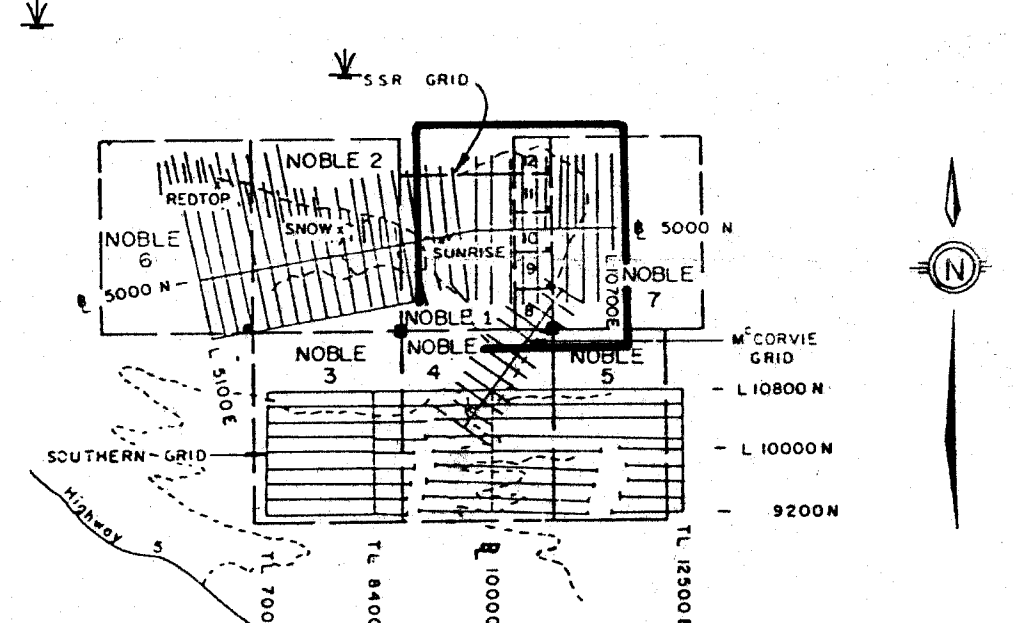 SSR GRID
NOBLE 2
12
REDTOP
11
SNOW
NOBLE
6
10
℄ 5000 N
SUNRISE
9
NOBLE
7
L 10700E
℄ 5000 N
8
NOBLE 1
NOBLE
3
NOBLE
4
NOBLE
5
McCORVIE
GRID
L 5100E
L 10800 N
SOUTHERN-GRID
L 10000 N
Highway 5
9200N
TL 700
TL 8400
℄ 10000
TL 12500
N